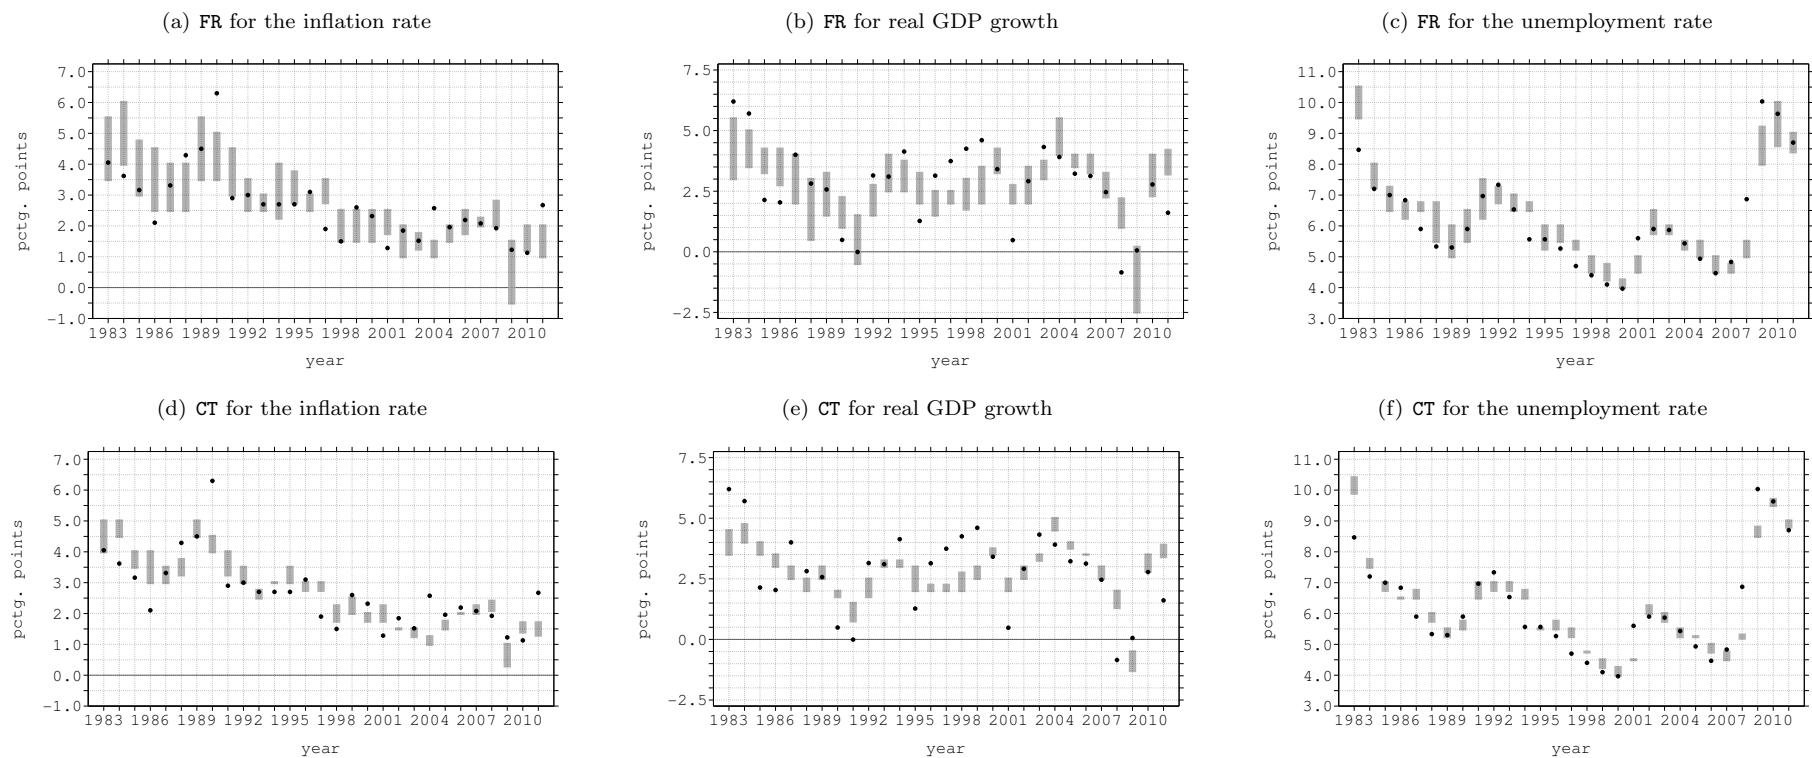 (a) FR for the inflation rate
pctg. points
7.0
6.0
5.0
4.0
3.0
2.0
1.0
0.0
−1.0
1983 1986 1989 1992 1995 1998 2001 2004 2007 2010
year
(b) FR for real GDP growth
pctg. points
7.5
5.0
2.5
0.0
−2.5
1983 1986 1989 1992 1995 1998 2001 2004 2007 2010
year
(c) FR for the unemployment rate
pctg. points
11.0
10.0
9.0
8.0
7.0
6.0
5.0
4.0
3.0
1983 1986 1989 1992 1995 1998 2001 2004 2007 2010
year
(d) CT for the inflation rate
pctg. points
7.0
6.0
5.0
4.0
3.0
2.0
1.0
0.0
−1.0
1983 1986 1989 1992 1995 1998 2001 2004 2007 2010
year
(e) CT for real GDP growth
pctg. points
7.5
5.0
2.5
0.0
−2.5
1983 1986 1989 1992 1995 1998 2001 2004 2007 2010
year
(f) CT for the unemployment rate
pctg. points
11.0
10.0
9.0
8.0
7.0
6.0
5.0
4.0
3.0
1983 1986 1989 1992 1995 1998 2001 2004 2007 2010
year